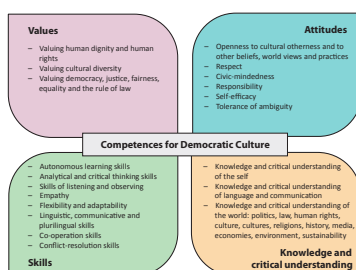 Values
– Valuing human dignity and human
rights
– Valuing cultural diversity
– Valuing democracy, justice, fairness,
equality and the rule of law
Attitudes
– Openness to cultural otherness and to
other beliefs, world views and practices
– Respect
– Civic-mindedness
– Responsibility
– Self-efficacy
– Tolerance of ambiguity
Competences for Democratic Culture
– Autonomous learning skills
– Analytical and critical thinking skills
– Skills of listening and observing
– Empathy
– Flexibility and adaptability
– Linguistic, communicative and
plurilingual skills
– Co-operation skills
– Conflict-resolution skills
Skills
– Knowledge and critical understanding
of the self
– Knowledge and critical understanding
of language and communication
– Knowledge and critical understanding of
the world: politics, law, human rights,
culture, cultures, religions, history, media,
economies, environment, sustainability
Knowledge and
critical understanding